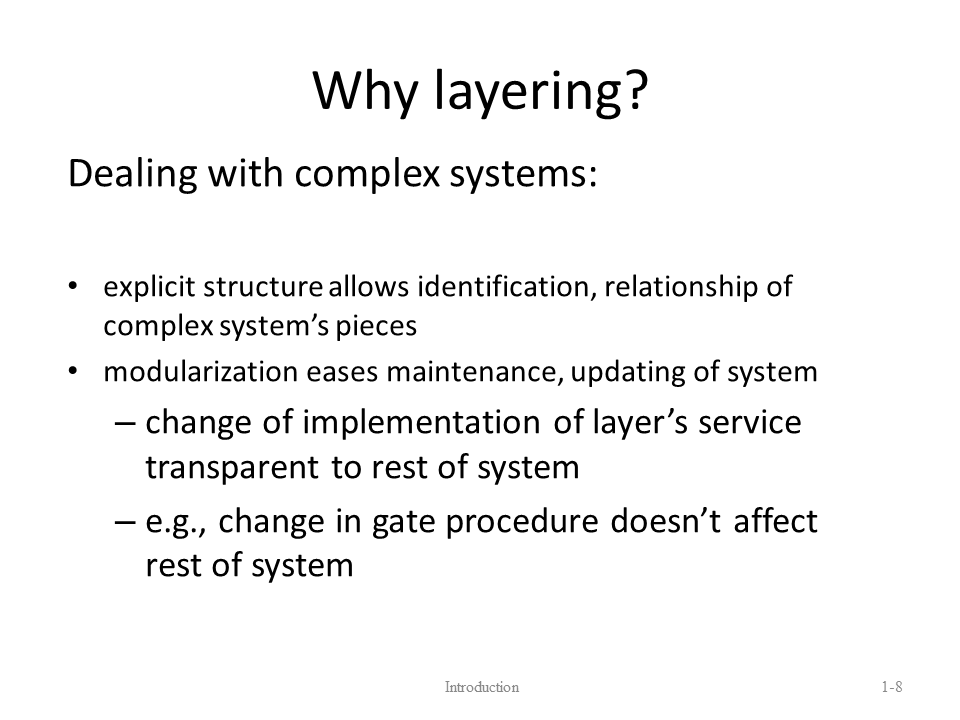 Why layering?
Dealing with complex systems:
• explicit structure allows identification, relationship of
complex system’s pieces
• modularization eases maintenance, updating of system
– change of implementation of layer’s service
transparent to rest of system
– e.g., change in gate procedure doesn’t affect
rest of system
Introduction
1-8